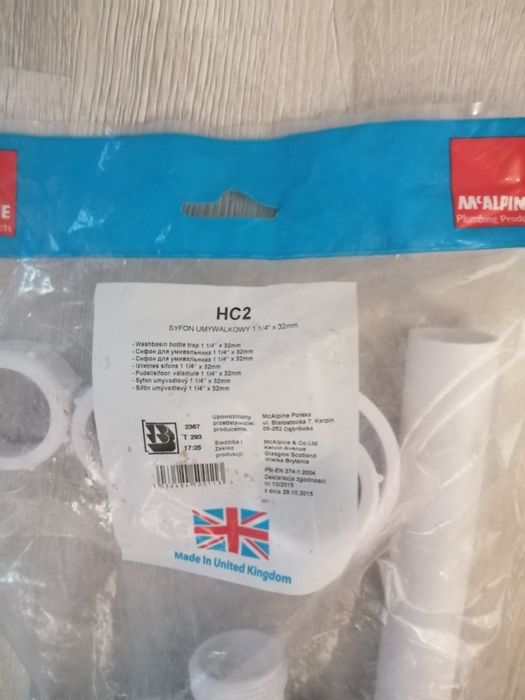 McALPINE
Plumbing Produ
E
cts
HC2
SYFON UMYWALKOWY 1 1/4" x 32mm
- Washbasin bottle trap 1 1/4" x 32mm
- Сифон для умивальника 1 1/4" x 32mm
- Сифон для умывальника 1 1/4" x 32mm
- Izlietnes sifons 1 1/4" x 32mm
- Pudelsifoon valamule 1 1/4" x 32mm
- Syfon umyvadlový 1 1/4" x 32mm
- Sifón umývadlový 1 1/4" x 32mm
B
2367
T 293
17:25
Upoważniony
przedstawiciel
producenta:
McAlpine Polska
ul. Białostocka 7, Karpin
05-252 Dąbrówka
Siedziba i
Zakład
produkcji:
McAlpine & Co.Ltd
Kelvin Avenue
Glasgow Scotland
Wielka Brytania
PN-EN 274-1:2004
Deklaracja zgodności
nr 10/2015
z dnia 29.10.2015
Made In United Kingdom